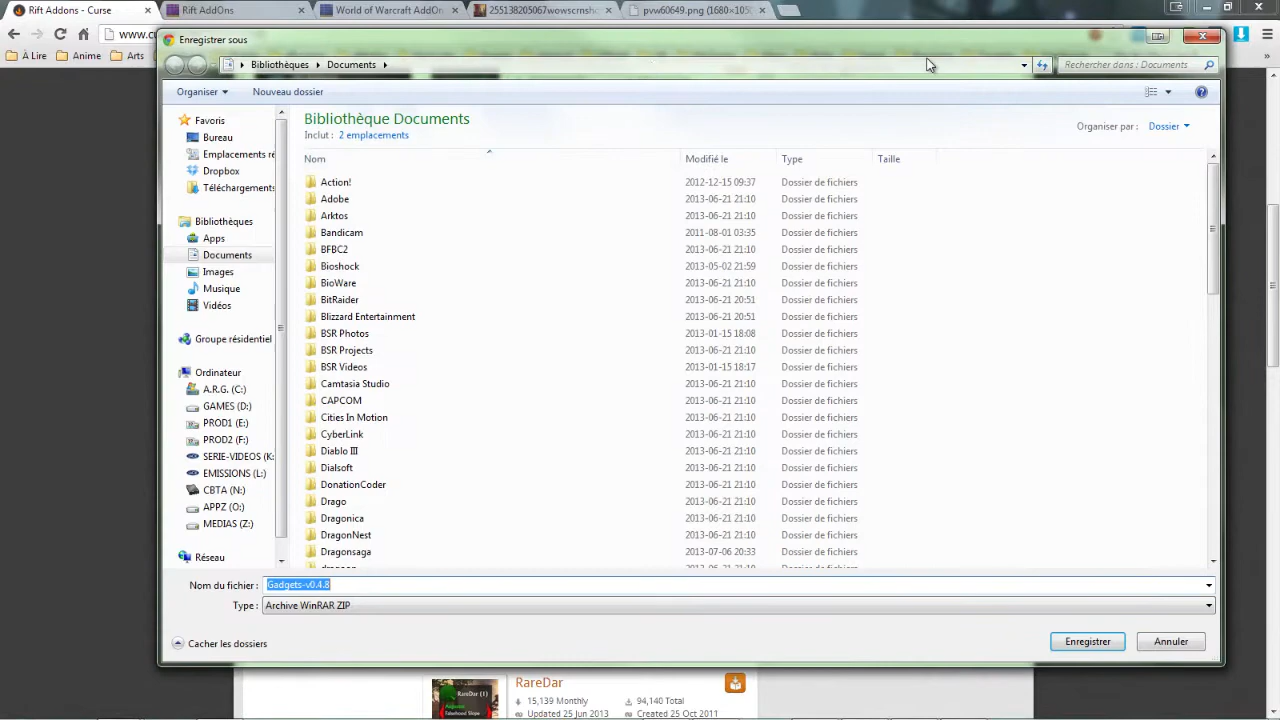 Rift Addons - Curse
Rift AddOns
World of Warcraft AddOn
255138205067.wowscrnsho
pvw60649.png (1680×105
www.cu
À Lire
Anime
Arts
Enregistrer sous
Bibliothèques
Documents
Rechercher dans : Documents
Organiser
Nouveau dossier
Favoris
Bureau
Emplacements ré
Dropbox
Téléchargements
Bibliothèques
Apps
Documents
Images
Musique
Vidéos
Groupe résidentiel
Ordinateur
A.R.G. (C:)
GAMES (D:)
PROD1 (E:)
PROD2 (F:)
SERIE-VIDEOS (K:
EMISSIONS (L:)
CBTA (N:)
APPZ (O:)
MEDIAS (Z:)
Réseau
Bibliothèque Documents
Inclut : 2 emplacements
Organiser par : Dossier
Nom Modifié le Type Taille
Action! 2012-12-15 09:37 Dossier de fichiers
Adobe 2013-06-21 21:10 Dossier de fichiers
Arktos 2013-06-21 21:10 Dossier de fichiers
Bandicam 2011-08-01 03:35 Dossier de fichiers
BFBC2 2013-06-21 21:10 Dossier de fichiers
Bioshock 2013-05-02 21:59 Dossier de fichiers
BioWare 2013-06-21 21:10 Dossier de fichiers
BitRaider 2013-06-21 20:51 Dossier de fichiers
Blizzard Entertainment 2013-06-21 20:51 Dossier de fichiers
BSR Photos 2013-01-15 18:08 Dossier de fichiers
BSR Projects 2013-06-21 21:10 Dossier de fichiers
BSR Videos 2013-01-15 18:17 Dossier de fichiers
Camtasia Studio 2013-06-21 21:10 Dossier de fichiers
CAPCOM 2013-06-21 21:10 Dossier de fichiers
Cities In Motion 2013-06-21 21:10 Dossier de fichiers
CyberLink 2013-06-21 21:10 Dossier de fichiers
Diablo III 2013-06-21 21:10 Dossier de fichiers
Dialsoft 2013-06-21 21:10 Dossier de fichiers
DonationCoder 2013-06-21 21:10 Dossier de fichiers
Drago 2013-06-21 21:10 Dossier de fichiers
Dragonica 2013-06-21 21:10 Dossier de fichiers
DragonNest 2013-06-21 21:10 Dossier de fichiers
Dragonsaga 2013-07-06 20:33 Dossier de fichiers
Nom du fichier : Gadgets-v0.4.8
Type : Archive WinRAR ZIP
Cacher les dossiers
Enregistrer
Annuler
RareDar
RareDar (1)
15,139 Monthly 94,140 Total
Updated 25 Jun 2013 Created 25 Oct 2011